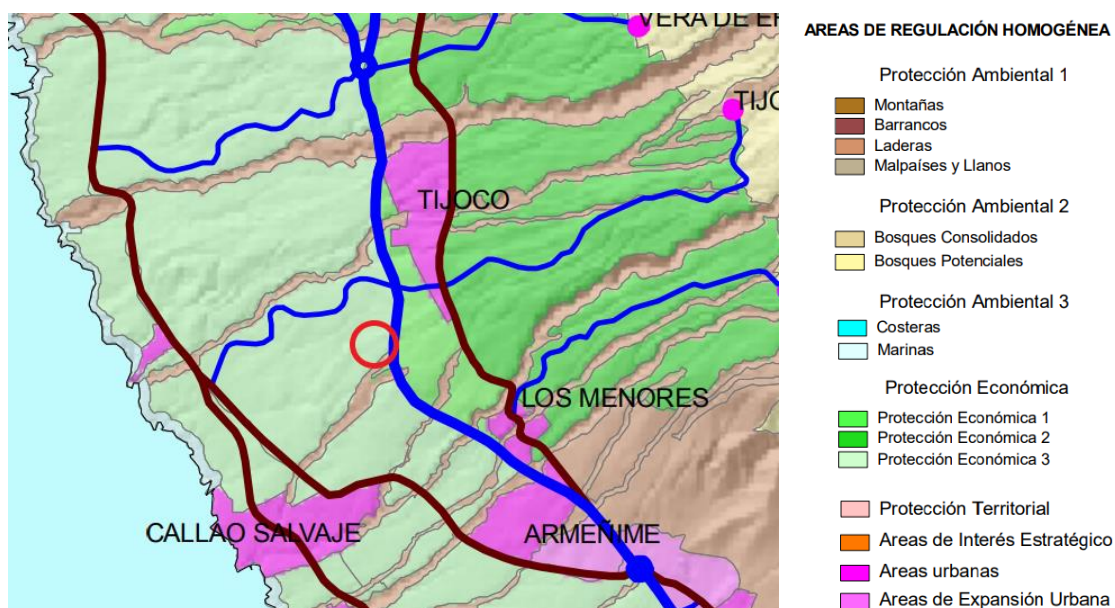 VERA DE ER
TIJO
TIJOCO
LOS MENORES
CALLAO SALVAJE
ARMEÑIME
AREAS DE REGULACIÓN HOMOGÉNEA
Protección Ambiental 1
Montañas
Barrancos
Laderas
Malpaíses y Llanos
Protección Ambiental 2
Bosques Consolidados
Bosques Potenciales
Protección Ambiental 3
Costeras
Marinas
Protección Económica
Protección Económica 1
Protección Económica 2
Protección Económica 3
Protección Territorial
Areas de Interés Estratégico
Areas urbanas
Areas de Expansión Urbana